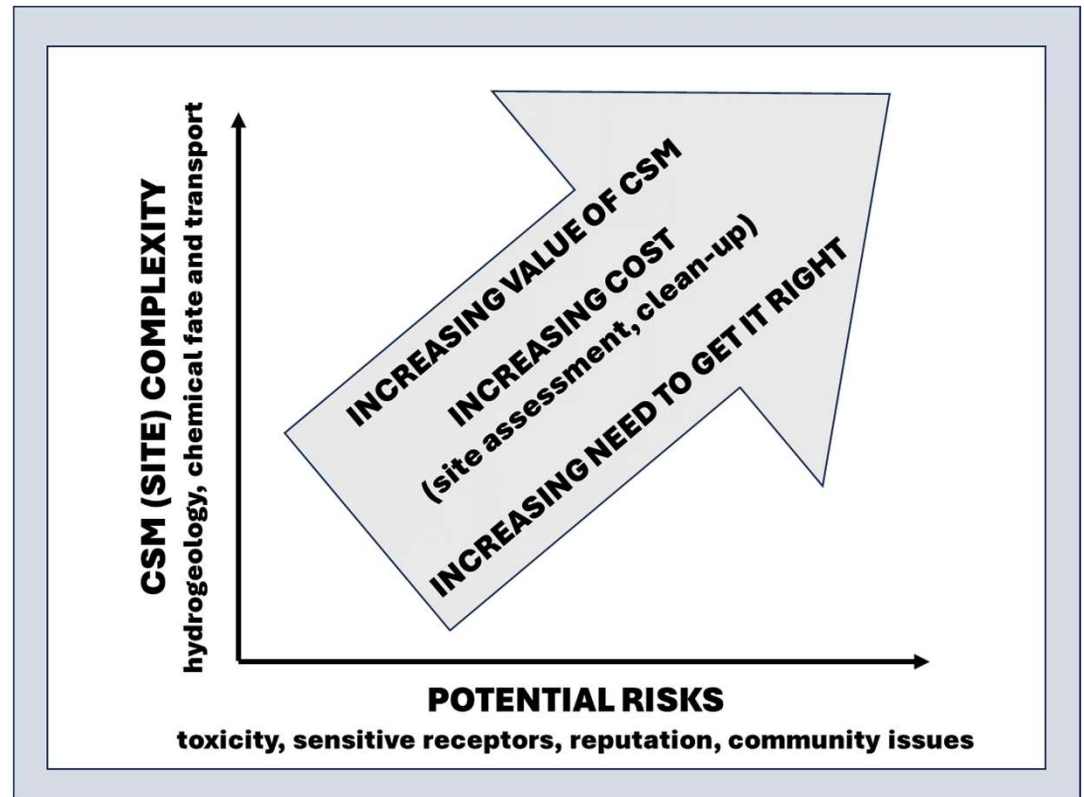 CSM (SITE) COMPLEXITY
hydrogeology, chemical fate and transport
INCREASING VALUE OF CSM
INCREASING COST
(site assessment, clean-up)
INCREASING NEED TO GET IT RIGHT
POTENTIAL RISKS
toxicity, sensitive receptors, reputation, community issues